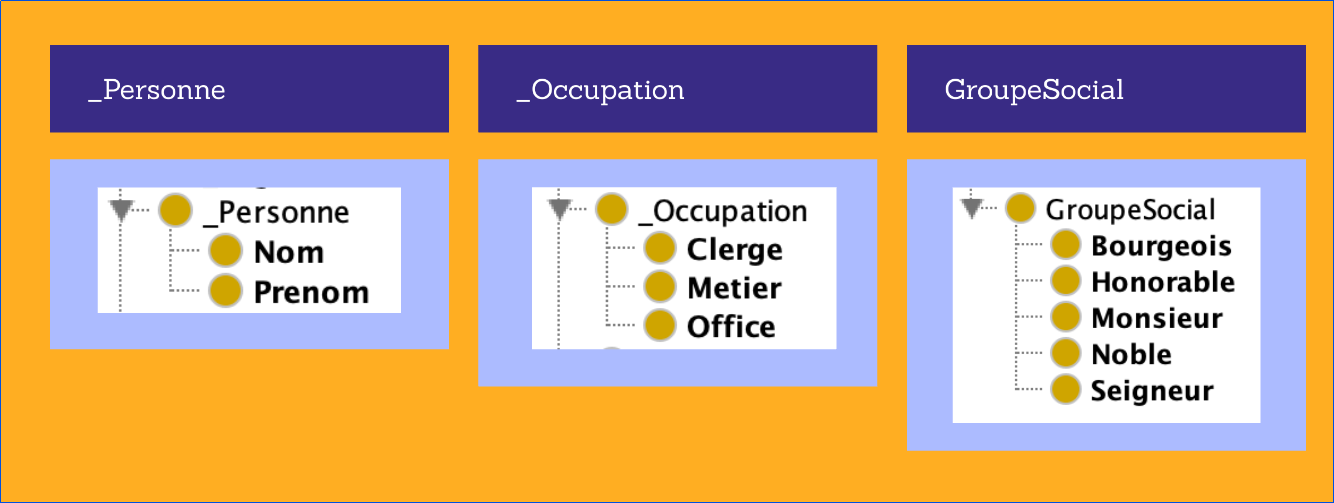 _Personne
_Personne
Nom
Prenom
_Occupation
_Occupation
Clerge
Metier
Office
GroupeSocial
GroupeSocial
Bourgeois
Honorable
Monsieur
Noble
Seigneur